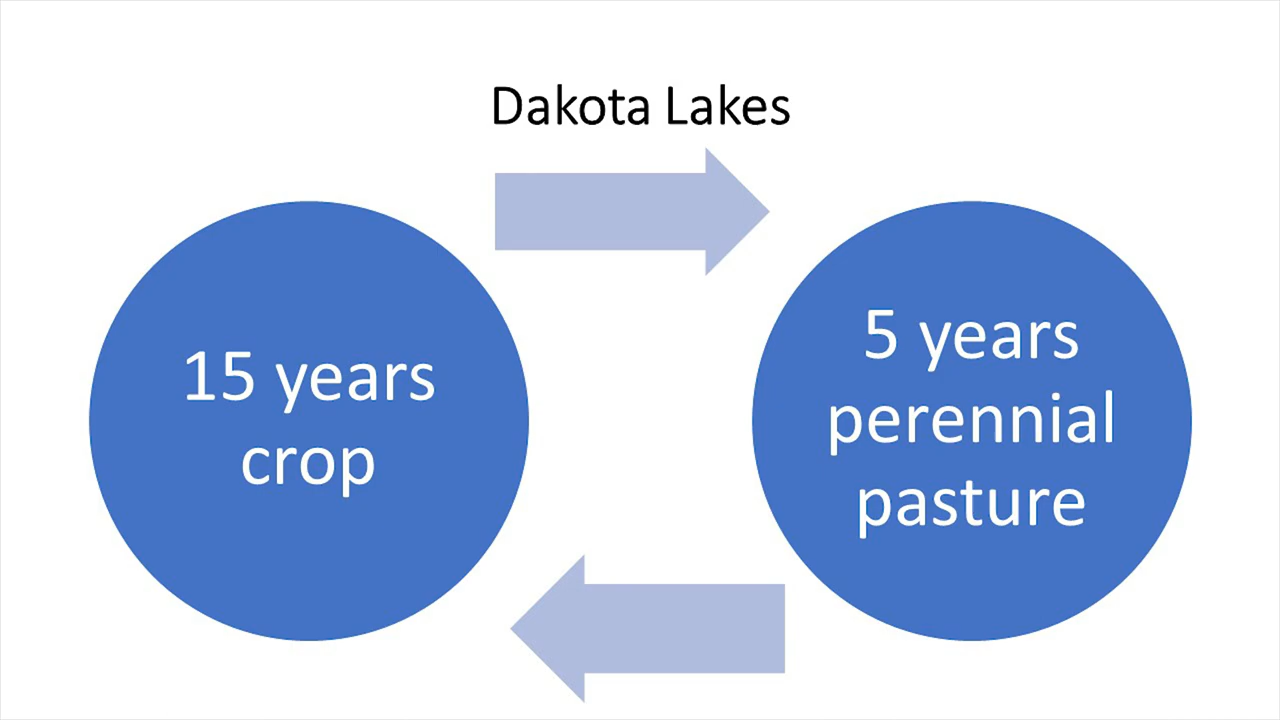 Dakota Lakes
15 years
crop
5 years
perennial
pasture